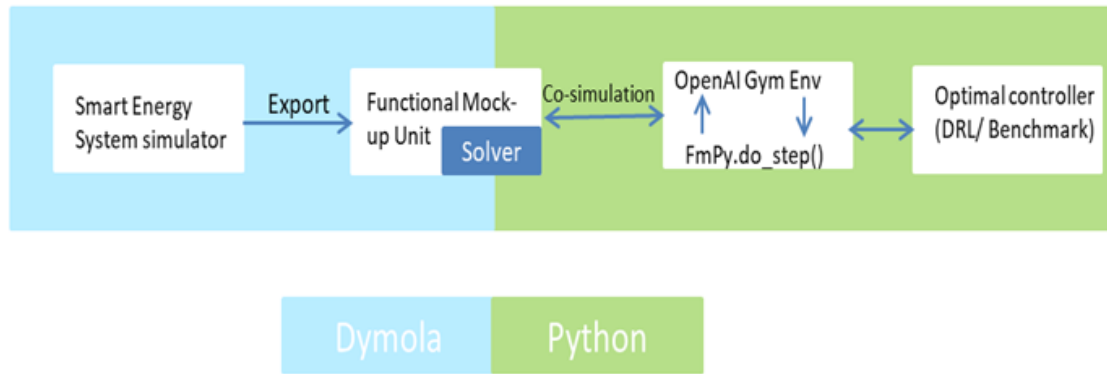 Smart Energy
System simulator
Export
Functional Mock-
up Unit
Solver
Co-simulation
OpenAI Gym Env
FmPy.do_step()
Optimal controller
(DRL/ Benchmark)
Dymola
Python